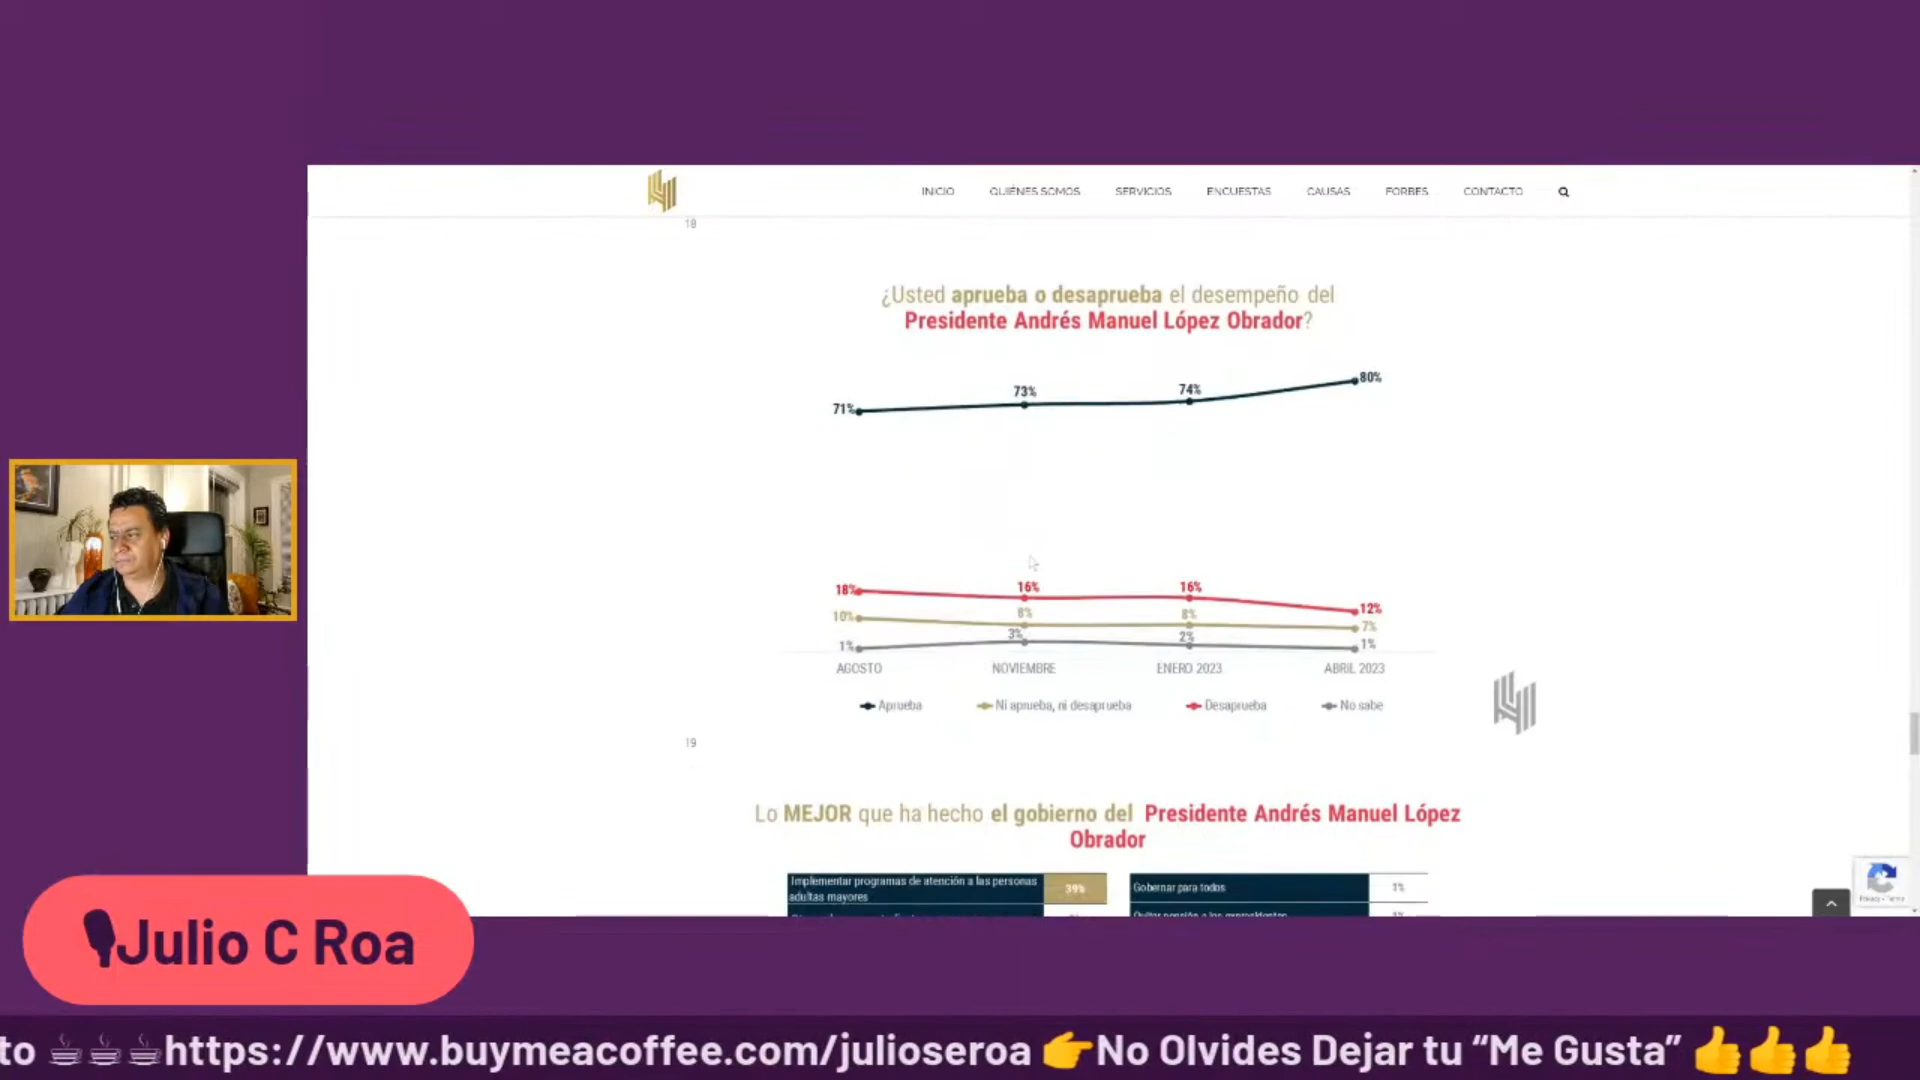 INICIO QUIÉNES SOMOS SERVICIOS ENCUESTAS CAUSAS FORBES CONTACTO
18
¿Usted aprueba o desaprueba el desempeño del
Presidente Andrés Manuel López Obrador?
71% 73% 74% 80%
18% 16% 16% 12%
10% 8% 8% 7%
1% 3% 2% 1%
AGOSTO NOVIEMBRE ENERO 2023 ABRIL 2023
Aprueba Ni aprueba, ni desaprueba Desaprueba No sabe
19
Lo MEJOR que ha hecho el gobierno del Presidente Andrés Manuel López
Obrador
Implementar programas de atención a las personas
adultas mayores
39%
Gobernar para todos
1%
Privacy - Terms
Julio C Roa
to https://www.buymeacoffee.com/julioseroa 👉No Olvides Dejar tu “Me Gusta” 👍👍👍